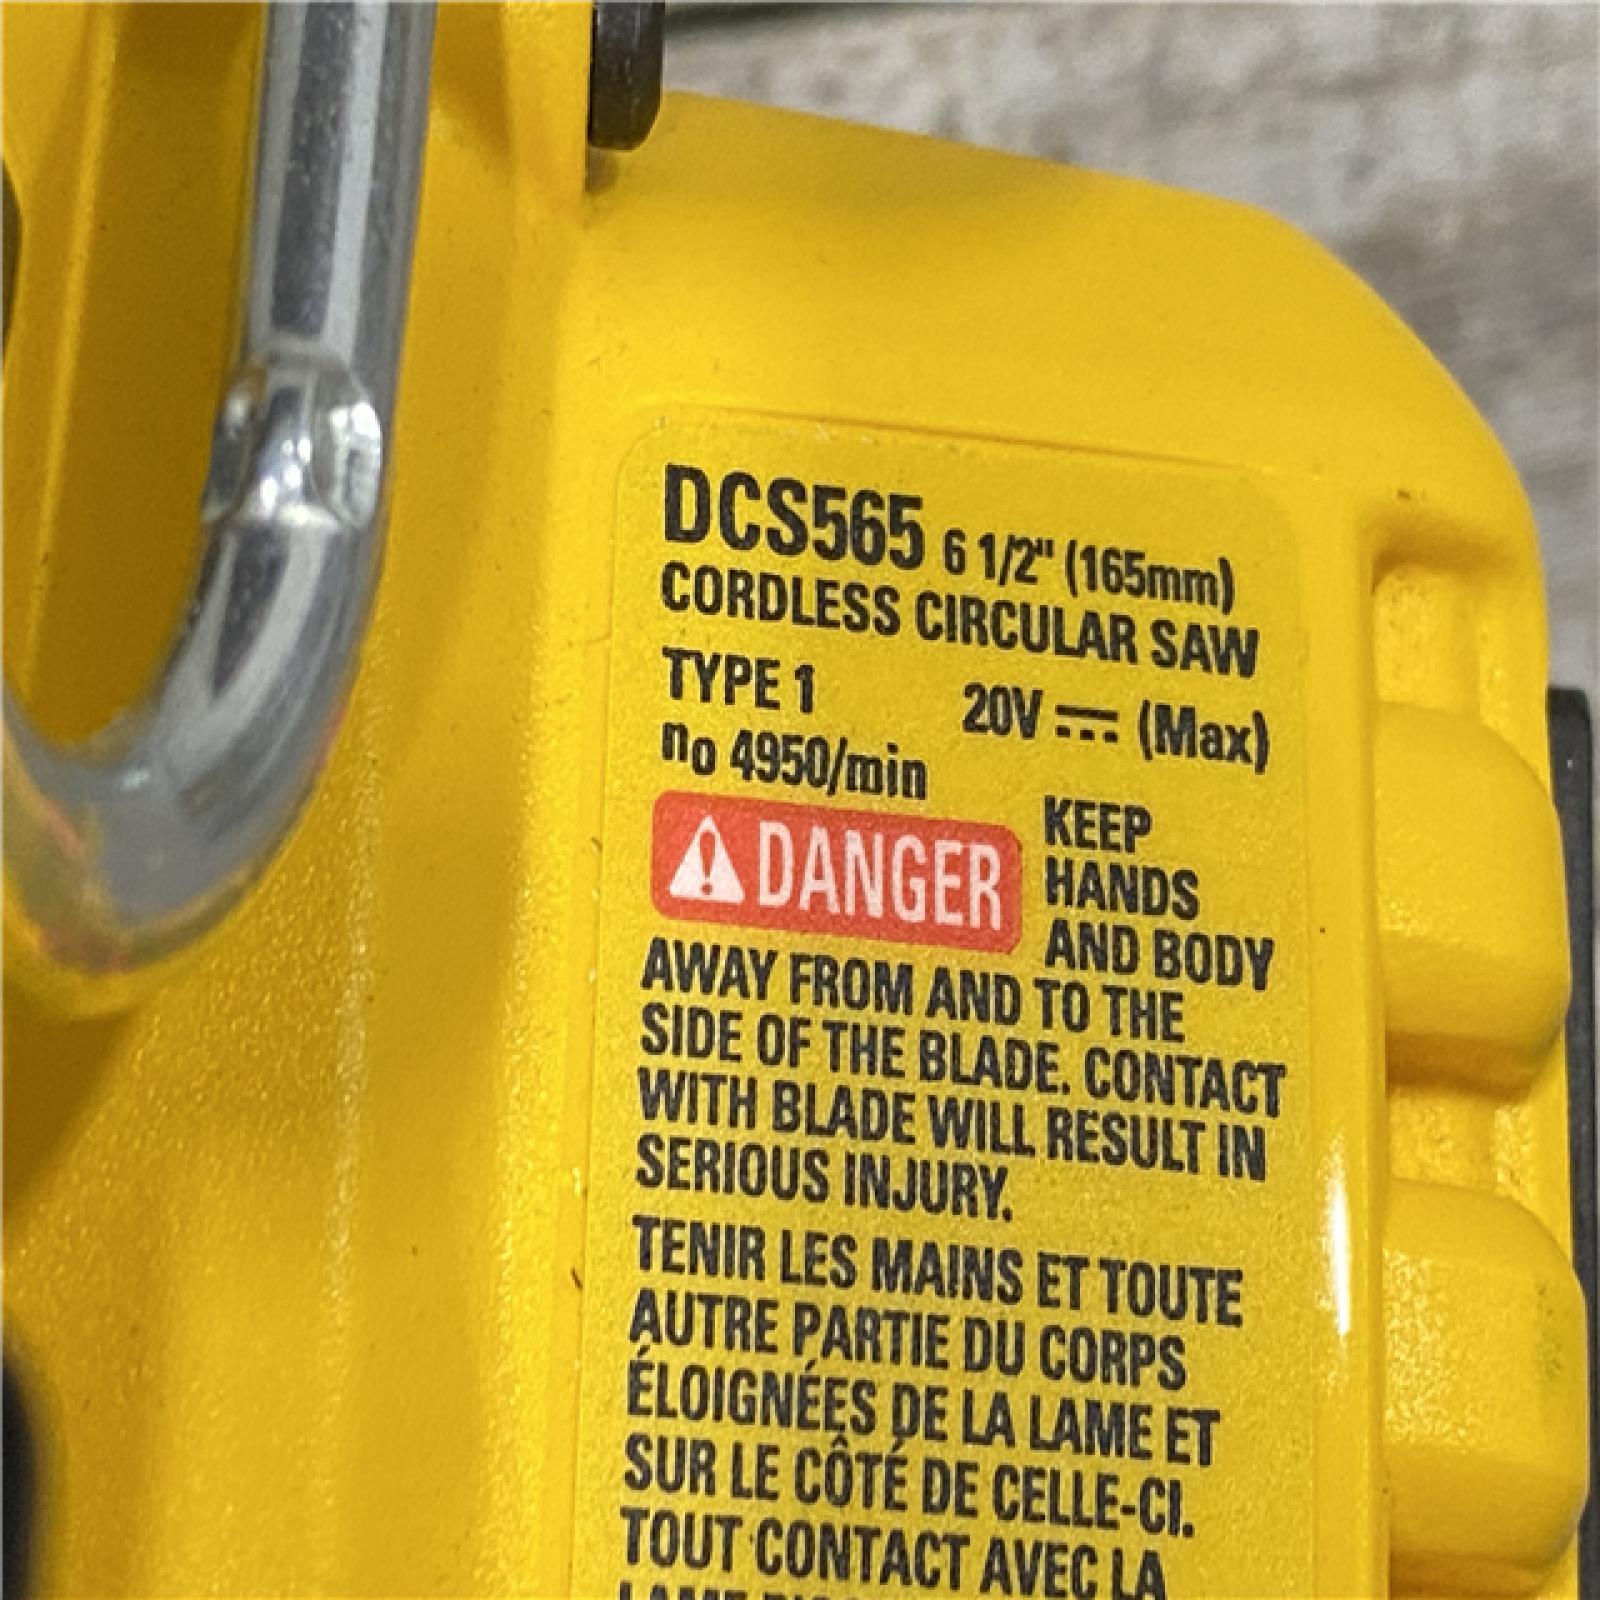 DCS565 6 1/2" (165mm)
CORDLESS CIRCULAR SAW
TYPE 1 20V ⎓ (Max)
n₀ 4950/min
DANGER KEEP
HANDS
AND BODY
AWAY FROM AND TO THE
SIDE OF THE BLADE. CONTACT
WITH BLADE WILL RESULT IN
SERIOUS INJURY.
TENIR LES MAINS ET TOUTE
AUTRE PARTIE DU CORPS
ÉLOIGNÉES DE LA LAME ET
SUR LE CÔTÉ DE CELLE-CI.
TOUT CONTACT AVEC LA
LAME